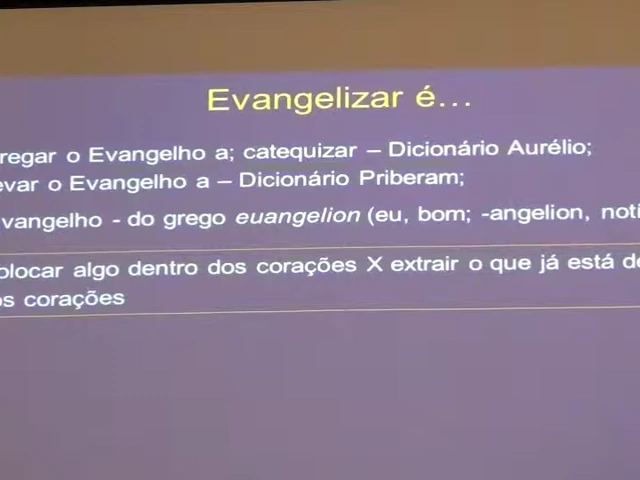 Evangelizar é...
regar o Evangelho a; catequizar – Dicionário Aurélio;
evar o Evangelho a – Dicionário Priberam;
vangelho - do grego euangelion (eu, bom; -angelion, notí
olocar algo dentro dos corações X extrair o que já está de
os corações